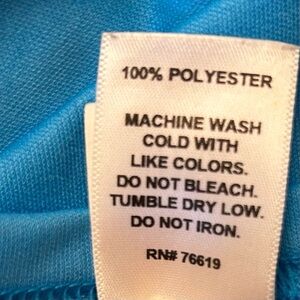 100% POLYESTER
MACHINE WASH
COLD WITH
LIKE COLORS.
DO NOT BLEACH.
TUMBLE DRY LOW.
DO NOT IRON.
RN# 76619